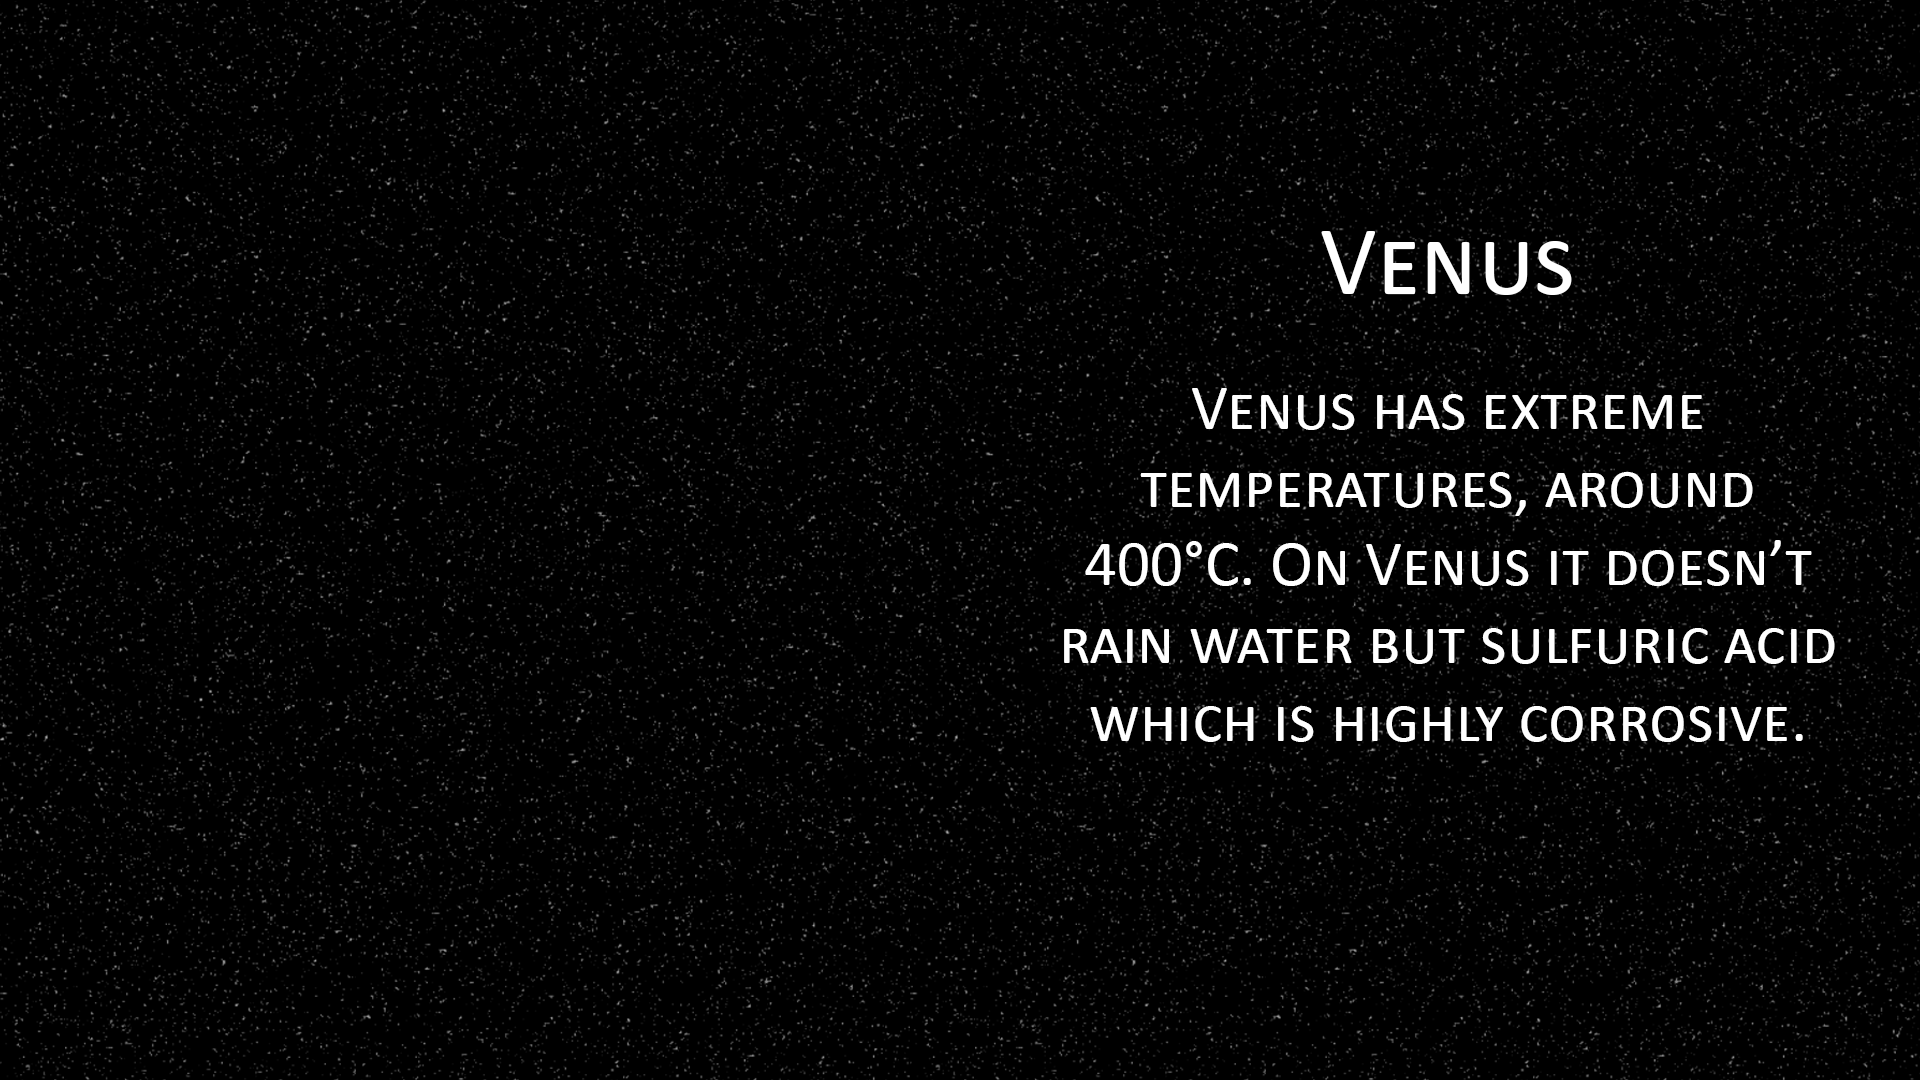 Venus
Venus has extreme
temperatures, around
400°C. On Venus it doesn’t
rain water but sulfuric acid
which is highly corrosive.